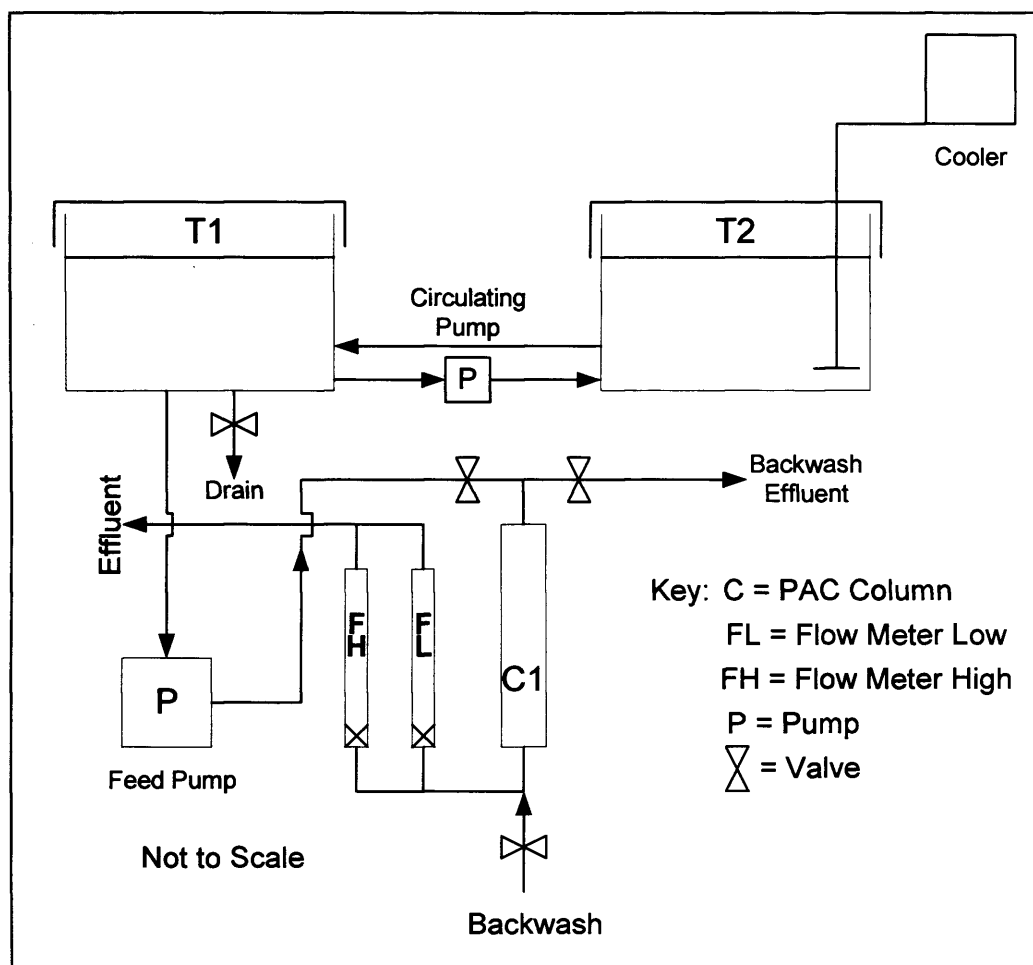 Cooler
T1
T2
Circulating
Pump
P
Drain
Backwash
Effluent
Effluent
FH
FL
C1
P
Feed Pump
Key: C = PAC Column
FL = Flow Meter Low
FH = Flow Meter High
P = Pump
= Valve
Not to Scale
Backwash